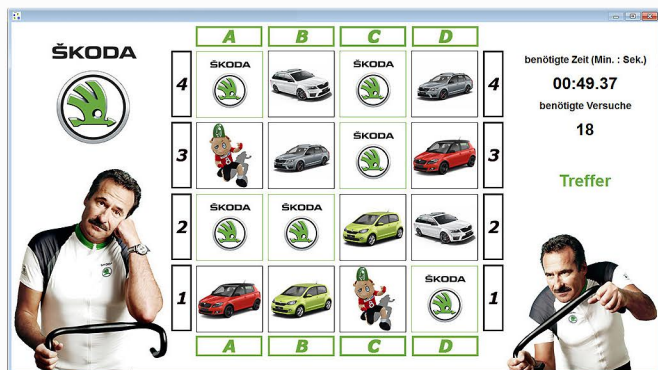 ŠKODA
A B C D
4 ŠKODA ŠKODA 4
3 ŠKODA 3
2 ŠKODA ŠKODA 2
1 ŠKODA 1
A B C D
benötigte Zeit (Min. : Sek.)
00:49.37
benötigte Versuche
18
Treffer